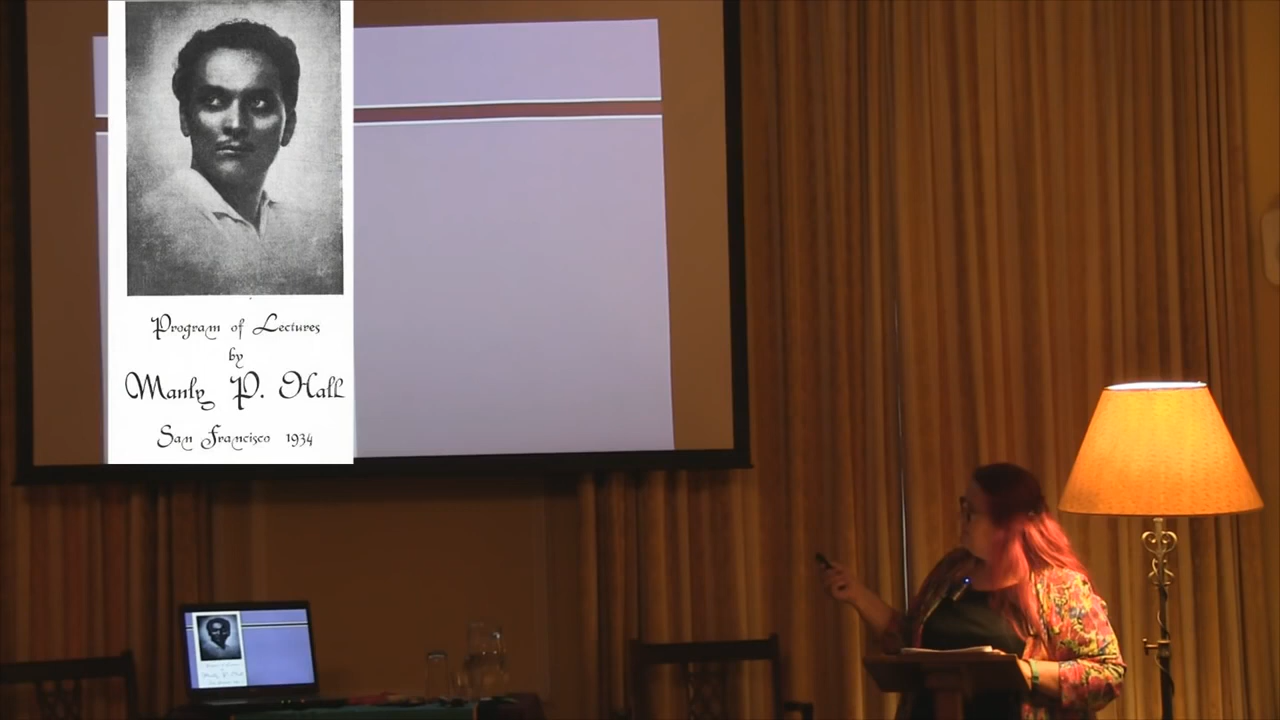 Program of Lectures
by
Manly P. Hall
San Francisco 1934